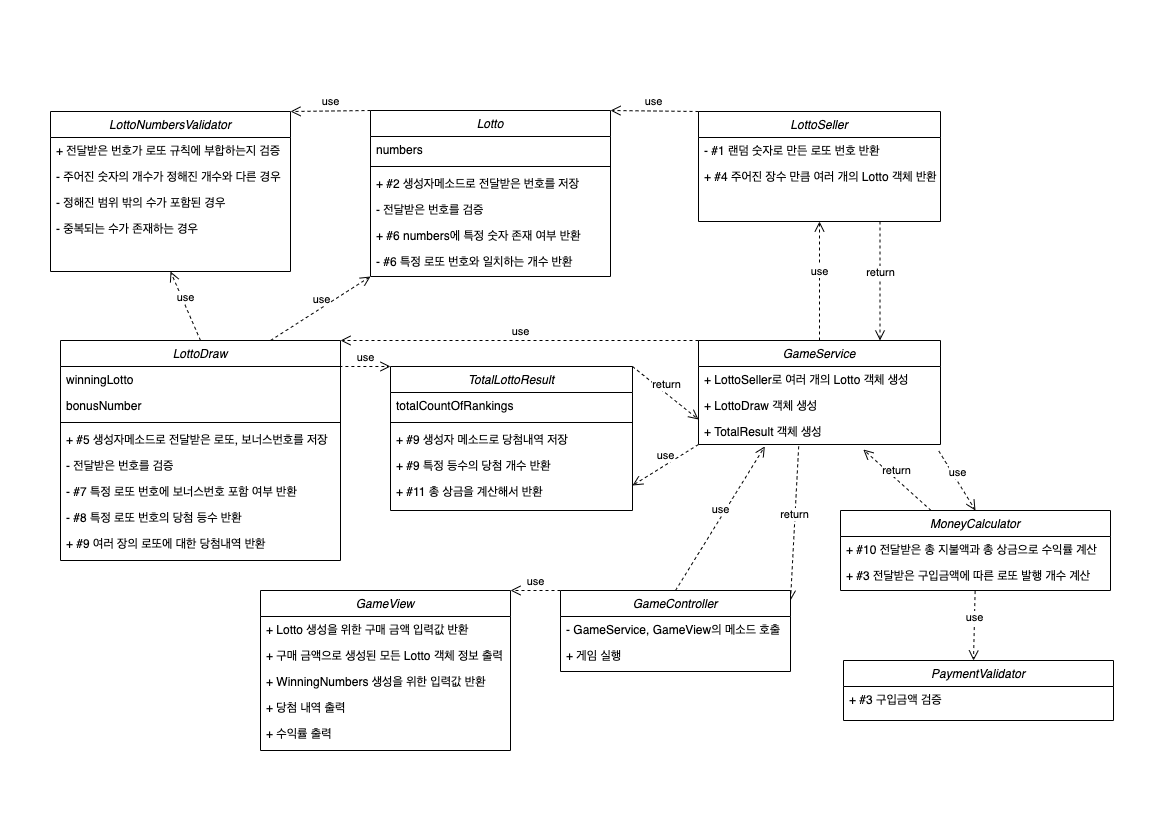 use
use
LottoNumbersValidator
+ 전달받은 번호가 로또 규칙에 부합하는지 검증
- 주어진 숫자의 개수가 정해진 개수와 다른 경우
- 정해진 범위 밖의 수가 포함된 경우
- 중복되는 수가 존재하는 경우
Lotto
numbers
+ #2 생성자메소드로 전달받은 번호를 저장
- 전달받은 번호를 검증
+ #6 numbers에 특정 숫자 존재 여부 반환
- #6 특정 로또 번호와 일치하는 개수 반환
LottoSeller
- #1 랜덤 숫자로 만든 로또 번호 반환
+ #4 주어진 장수 만큼 여러 개의 Lotto 객체 반환
use
use
use
return
use
LottoDraw
winningLotto
bonusNumber
+ #5 생성자메소드로 전달받은 로또, 보너스번호를 저장
- 전달받은 번호를 검증
- #7 특정 로또 번호에 보너스번호 포함 여부 반환
- #8 특정 로또 번호의 당첨 등수 반환
+ #9 여러 장의 로또에 대한 당첨내역 반환
use
TotalLottoResult
totalCountOfRankings
+ #9 생성자 메소드로 당첨내역 저장
+ #9 특정 등수의 당첨 개수 반환
+ #11 총 상금을 계산해서 반환
return
use
GameService
+ LottoSeller로 여러 개의 Lotto 객체 생성
+ LottoDraw 객체 생성
+ TotalResult 객체 생성
use
return
return
use
MoneyCalculator
+ #10 전달받은 총 지불액과 총 상금으로 수익률 계산
+ #3 전달받은 구입금액에 따른 로또 발행 개수 계산
use
GameView
+ Lotto 생성을 위한 구매 금액 입력값 반환
+ 구매 금액으로 생성된 모든 Lotto 객체 정보 출력
+ WinningNumbers 생성을 위한 입력값 반환
+ 당첨 내역 출력
+ 수익률 출력
GameController
- GameService, GameView의 메소드 호출
+ 게임 실행
use
PaymentValidator
+ #3 구입금액 검증